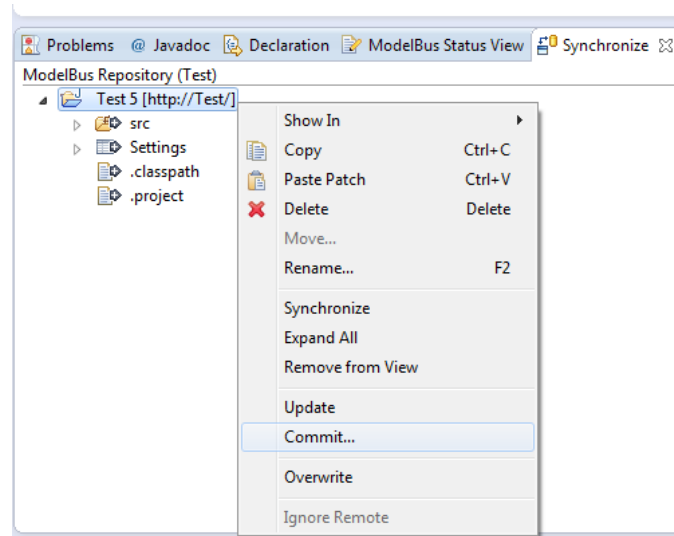 Problems @ Javadoc Declaration ModelBus Status View Synchronize
ModelBus Repository (Test)
Test 5 [http://Test/]
src
Settings
.classpath
.project
Show In
Copy Ctrl+C
Paste Patch Ctrl+V
Delete Delete
Move...
Rename... F2
Synchronize
Expand All
Remove from View
Update
Commit...
Overwrite
Ignore Remote